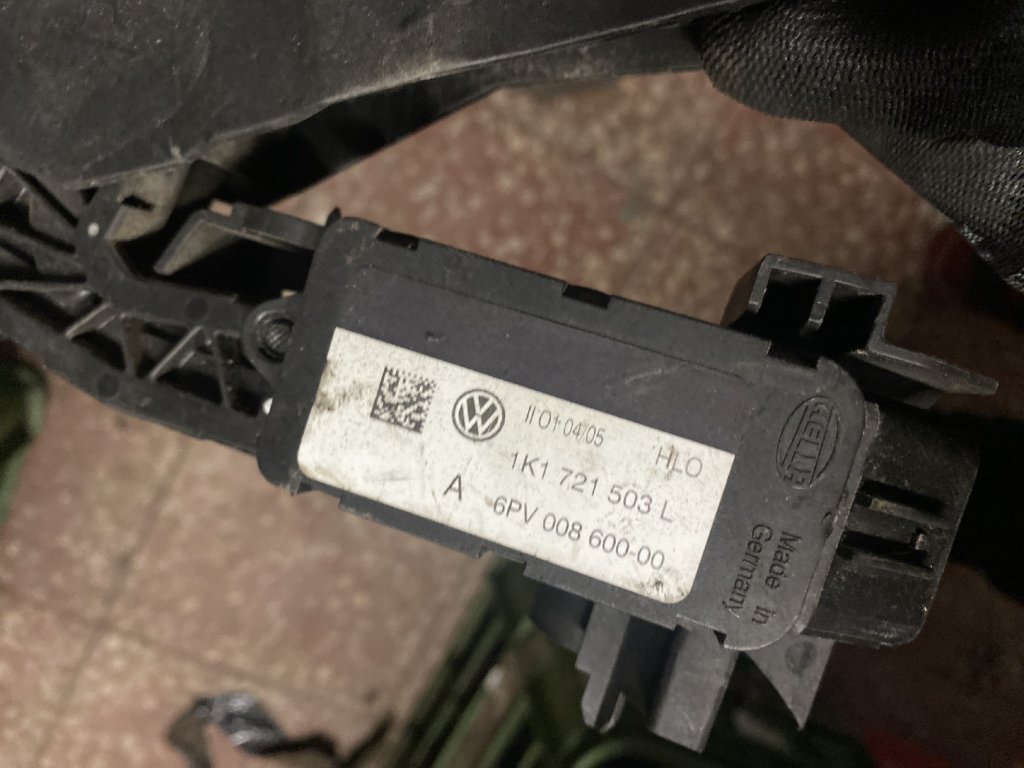 II 01-04/05
HLO
1K1 721 503 L
A 6PV 008 600-00
HELLA
Made in
Germany